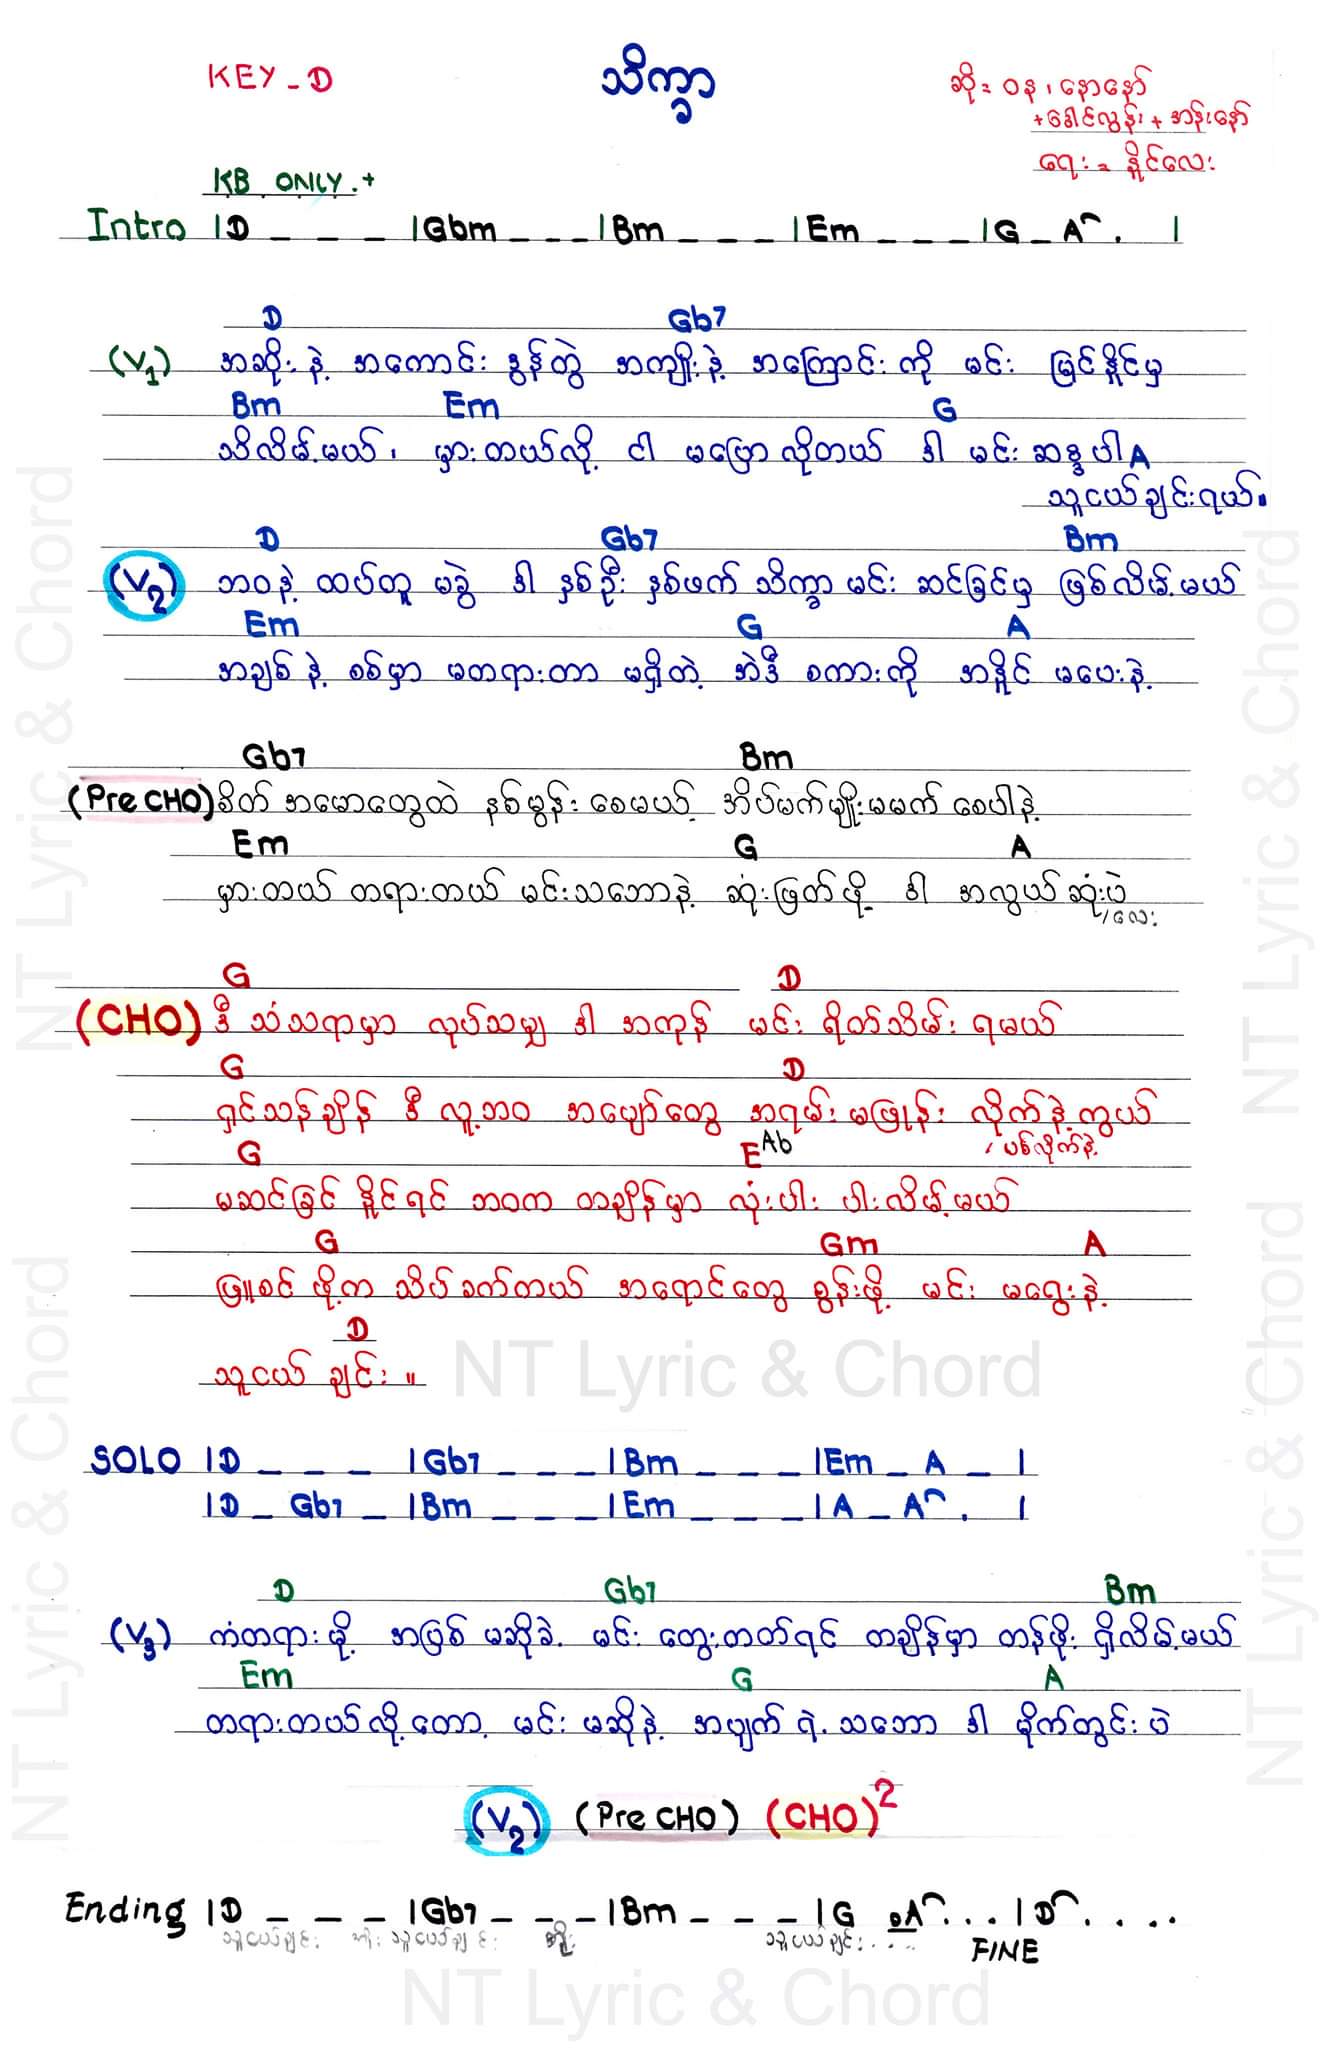 KEY - D
သိက္ခာ
ဆို = ဝန ၊ နောနော်
+ ခေါင်လွန်း + အန်းနော်
ရေး = နိူင်လေး
KB ONLY.+
Intro |D _ _ _ |Gbm _ _ _ |Bm _ _ _ |Em _ _ _ |G _ A⌒ . |
D Gb7
(V1) အဆိုး နဲ့ အကောင်း ဒွန်တွဲ အကျိုးနဲ့ အကြောင်း ကို မင်း မြင်နိူင်မှ
Bm Em G
သိလိမ့်မယ် ၊ မှားတယ်လို့ ငါ မပြောလိုတယ် ဒါ မင်း ဆန္ဒပါ A
သူငယ်ချင်းရယ်။
D Gb7 Bm
(V2) ဘဝနဲ့ ထပ်တူ မခွဲ ဒါ နှစ်ဦး နှစ်ဖက် သိက္ခာ မင်း ဆင်ခြင်မှ ဖြစ်လိမ့်မယ်
Em G A
အချစ် နဲ့ စစ်မှာ မတရားတာ မရှိတဲ့ အဲဒီ စကားကို အနိူင် မပေးနဲ့
Gb7 Bm
(Pre CHO) ခိတ် အမောတွေထဲ နစ်မွန်း စေမယ့် အိပ်မက်မျိုးမမက် စေပါနဲ့
Em G A
မှားတယ် တရားတယ် မင်းသဘောနဲ့ ဆုံးဖြတ်ဖို့ ဒါ အလွယ်ဆုံးပဲ
/လေး
G D
(CHO) ဒီ သံသရာမှာ လုပ်သမျှ ဒါ အကုန် မင်း ရိတ်သိမ်း ရမယ်
G D
ရှင်သန်ချိန် ဒီ လူ့ဘဝ အပျော်တွေ အရမ်း မဖြုန်း လိုက်နဲ့ကွယ်
/ ပစ်လိုက်နဲ့
G E Ab
မဆင်ခြင် နိူင်ရင် ဘဝက တချိန်မှာ လုံးပါး ပါးလိမ့်မယ်
G Gm A
ဖြူစင် ဖို့က သိပ်ခက်တယ် အရောင်တွေ စွန်းဖို့ မင်း မရွေးနဲ့
D
သူငယ် ချင်း ။
SOLO |D _ _ _ |Gb7 _ _ _ |Bm _ _ _ |Em _ A _ |
|D _ Gb7 _ |Bm _ _ _ |Em _ _ _ |A _ A⌒ . |
D Gb7 Bm
(V3) ကံတရား မို့ အဖြစ် မဆိုခဲ့ မင်း တွေးတတ်ရင် တချိန်မှာ တန်ဖိုး ရှိလိမ့်မယ်
Em G A
တရားတယ်လို့တော့ မင်း မဆိုနဲ့ အပျက် ရဲ့ သဘော ဒါ မိုက်တွင်း ပဲ
(V2) (Pre CHO) (CHO)²
Ending |D _ _ _ |Gb7 _ _ _ |Bm _ _ _ |G .A⌒ . . . |D⌒ . . . .
သူငယ်ချင်း သူငယ်ချင်း သူငယ်ချင်း . . . .
FINE
NT Lyric & Chord
NT Lyric & Chord
NT Lyric & Chord
NT Lyric & Chord
NT Lyric & Chord
NT Lyric & Chord